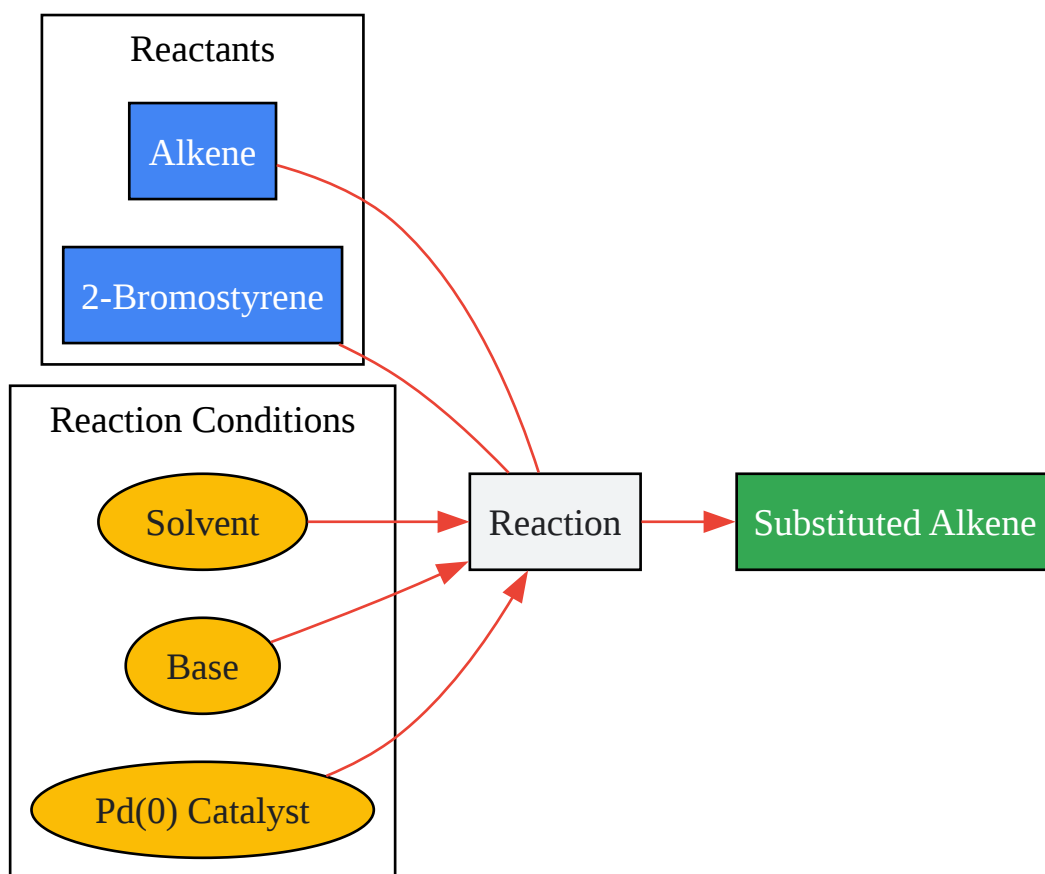 Reactants
Alkene
2-Bromostyrene
Reaction Conditions
Solvent
Base
Pd(0) Catalyst
Reaction
Substituted Alkene